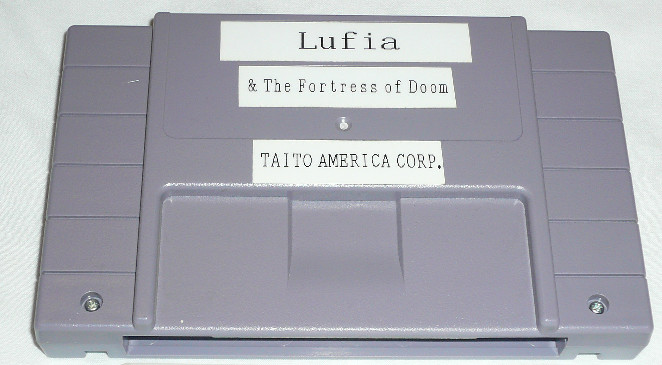 Lufia
& The Fortress of Doom
TAITO AMERICA CORP.